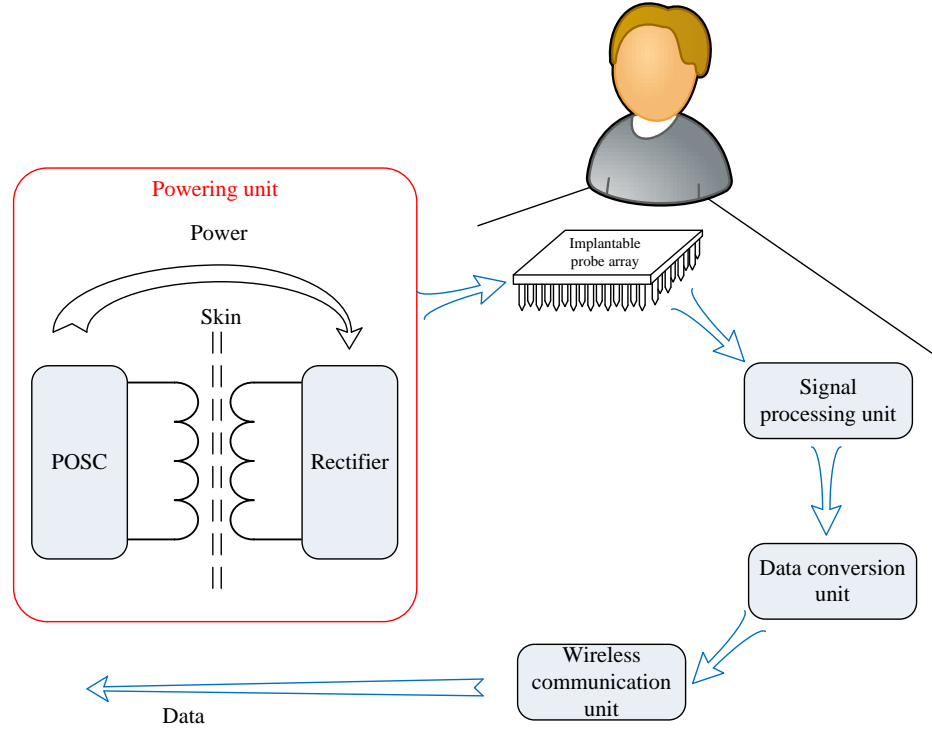 Powering unit
Power
Skin
POSC
Rectifier
Implantable
probe array
Signal
processing unit
Data conversion
unit
Wireless
communication
unit
Data